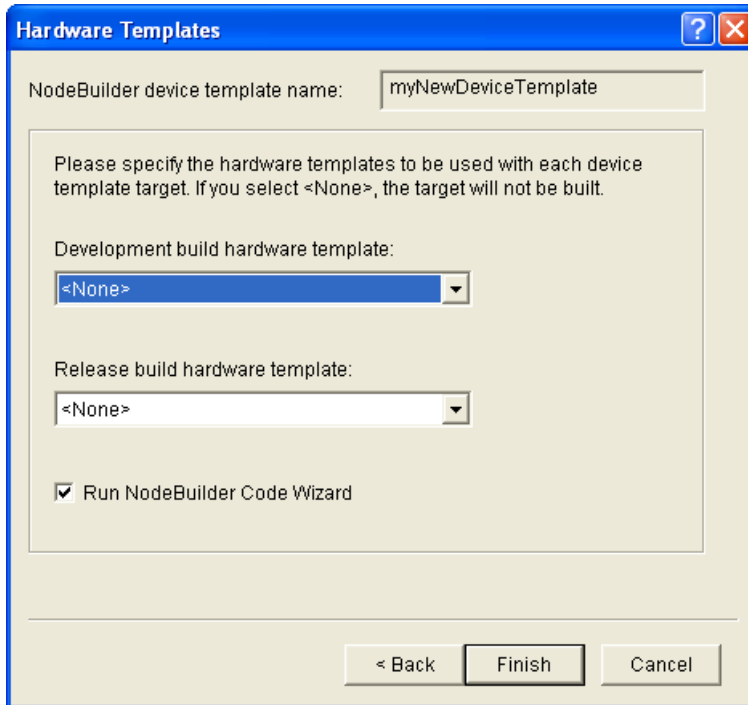 Hardware Templates
NodeBuilder device template name:
myNewDeviceTemplate
Please specify the hardware templates to be used with each device
template target. If you select <None>, the target will not be built.
Development build hardware template:
<None>
Release build hardware template:
<None>
Run NodeBuilder Code Wizard
< Back
Finish
Cancel